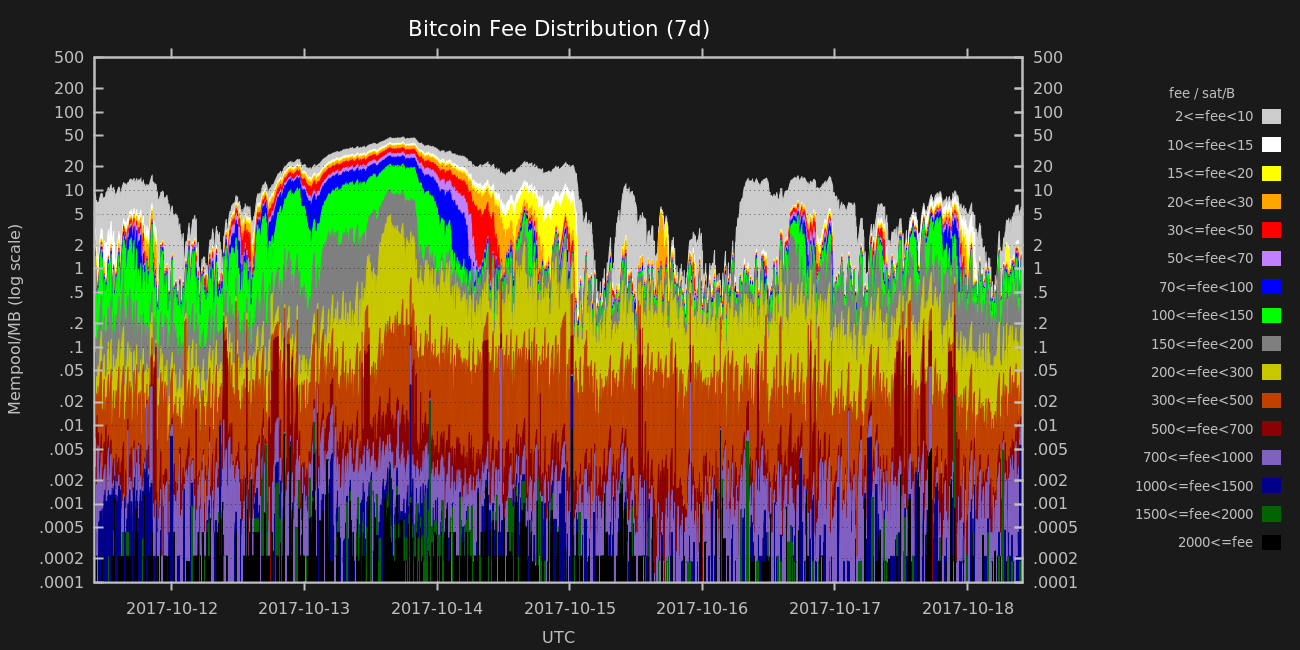 Bitcoin Fee Distribution (7d)
500
200
100
50
20
10
5
2
1
.5
.2
.1
.05
.02
.01
.005
.002
.001
.0005
.0002
.0001
Mempool/MB (log scale)
500
200
100
50
20
10
5
2
1
.5
.2
.1
.05
.02
.01
.005
.002
.001
.0005
.0002
.0001
2017-10-12 2017-10-13 2017-10-14 2017-10-15 2017-10-16 2017-10-17 2017-10-18
UTC
fee / sat/B
2<=fee<10
10<=fee<15
15<=fee<20
20<=fee<30
30<=fee<50
50<=fee<70
70<=fee<100
100<=fee<150
150<=fee<200
200<=fee<300
300<=fee<500
500<=fee<700
700<=fee<1000
1000<=fee<1500
1500<=fee<2000
2000<=fee